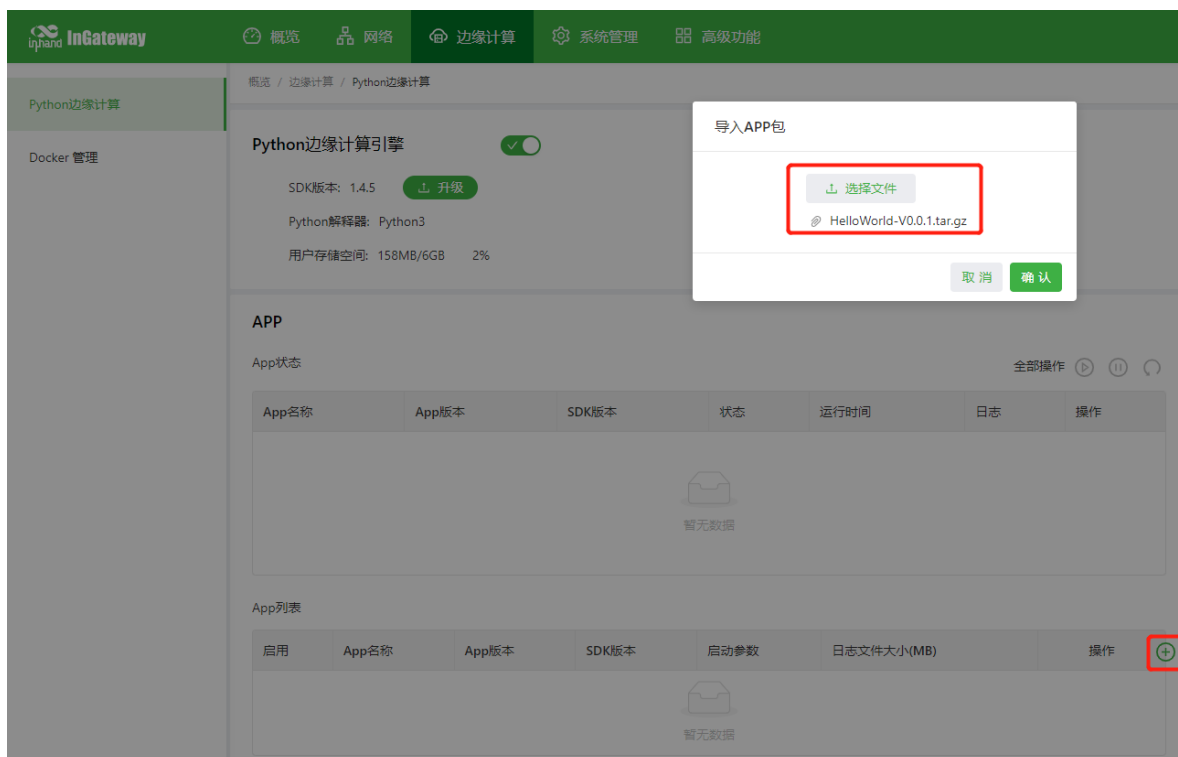 inhand InGateway 概览 网络 边缘计算 系统管理 高级功能
概览 / 边缘计算 / Python边缘计算
Python边缘计算
Docker 管理
Python边缘计算引擎
SDK版本: 1.4.5 升级
Python解释器: Python3
用户存储空间: 158MB/6GB 2%
导入APP包
选择文件
HelloWorld-V0.0.1.tar.gz
取 消 确 认
APP
App状态 全部操作
App名称 App版本 SDK版本 状态 运行时间 日志 操作
暂无数据
App列表
启用 App名称 App版本 SDK版本 启动参数 日志文件大小(MB) 操作
暂无数据